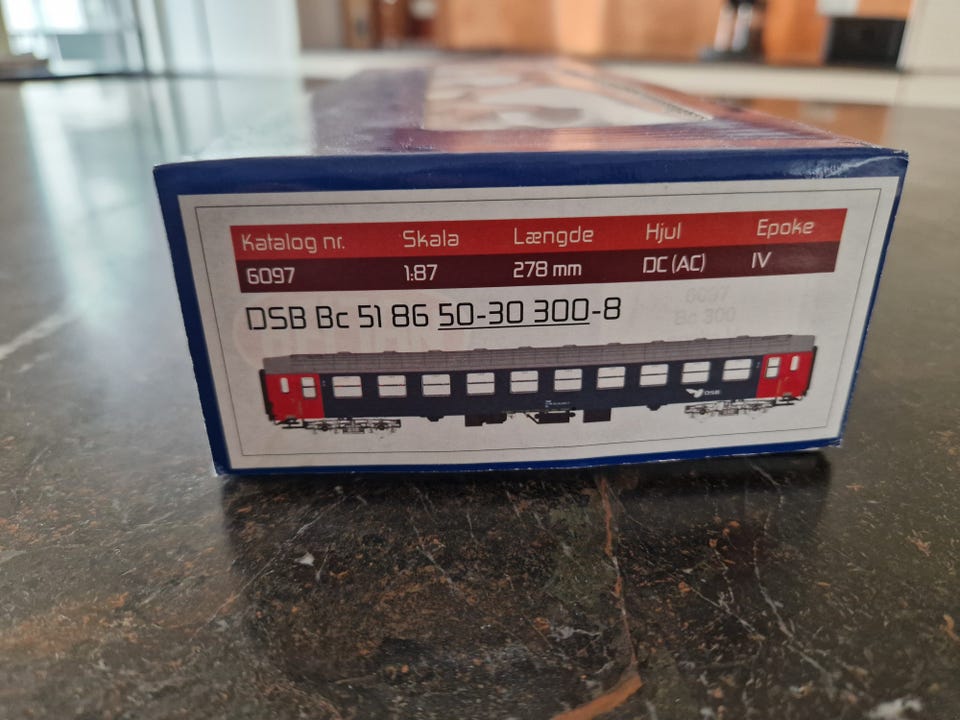 Katalog nr. Skala Længde Hjul Epoke
6097 1:87 278 mm DC (AC) IV
6097
Bc 300
DSB Bc 51 86 50-30 300-8
DSB